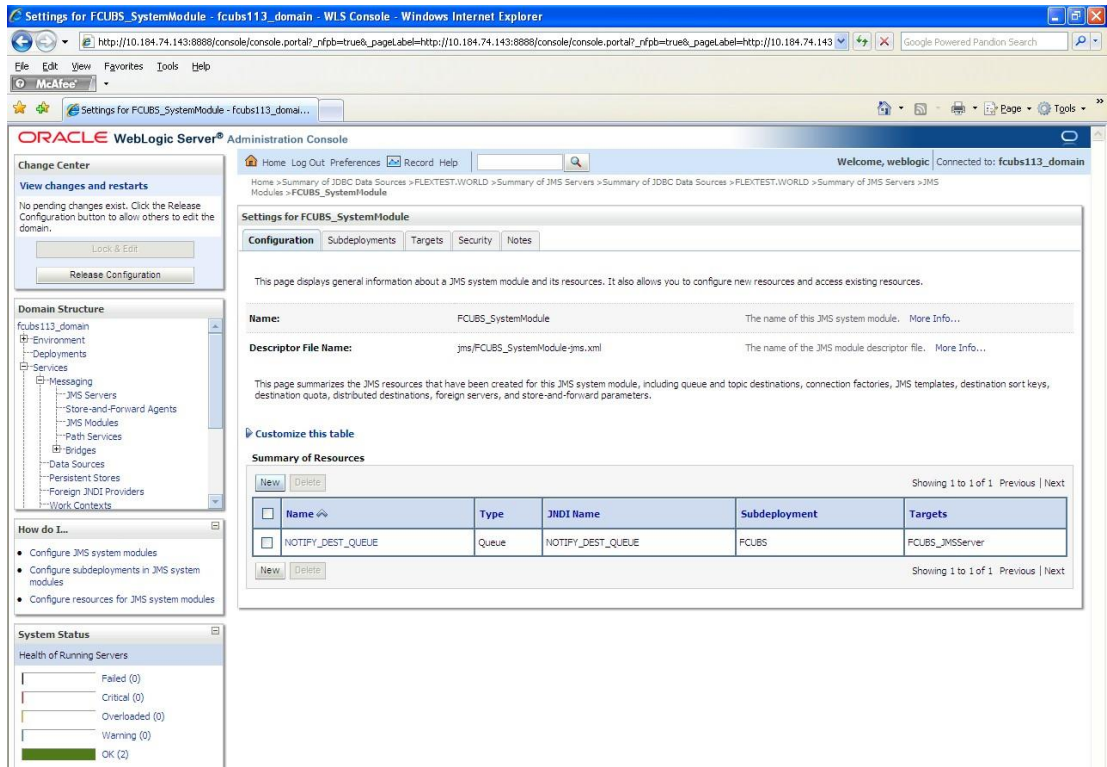 Settings for FCUBS_SystemModule - fcubs113_domain - WLS Console - Windows Internet Explorer
http://10.184.74.143:8888/console/console.portal?_nfpb=true&_pageLabel=http://10.184.74.143:8888/console/console.portal?_nfpb=true&_pageLabel=http://10.184.74.143
Google Powered Pandion Search
File Edit View Favorites Tools Help
McAfee
Settings for FCUBS_SystemModule - fcubs113_domai...
Page Tools »
ORACLE WebLogic Server® Administration Console
Change Center
View changes and restarts
No pending changes exist. Click the Release
Configuration button to allow others to edit the
domain.
Lock & Edit
Release Configuration
Domain Structure
fcubs113_domain
Environment
Deployments
Services
Messaging
JMS Servers
Store-and-Forward Agents
JMS Modules
Path Services
Bridges
Data Sources
Persistent Stores
Foreign JNDI Providers
Work Contexts
How do I...
Configure JMS system modules
Configure subdeployments in JMS system
modules
Configure resources for JMS system modules
System Status
Health of Running Servers
Failed (0)
Critical (0)
Overloaded (0)
Warning (0)
OK (2)
Home Log Out Preferences Record Help
Welcome, weblogic Connected to: fcubs113_domain
Home >Summary of JDBC Data Sources >FLEXTEST.WORLD >Summary of JMS Servers >Summary of JDBC Data Sources >FLEXTEST.WORLD >Summary of JMS Servers >JMS
Modules >FCUBS_SystemModule
Settings for FCUBS_SystemModule
Configuration Subdeployments Targets Security Notes
This page displays general information about a JMS system module and its resources. It also allows you to configure new resources and access existing resources.
Name: FCUBS_SystemModule The name of this JMS system module. More Info...
Descriptor File Name: jms/FCUBS_SystemModule-jms.xml The name of the JMS module descriptor file. More Info...
This page summarizes the JMS resources that have been created for this JMS system module, including queue and topic destinations, connection factories, JMS templates, destination sort keys,
destination quota, distributed destinations, foreign servers, and store-and-forward parameters.
Customize this table
Summary of Resources
New Delete Showing 1 to 1 of 1 Previous | Next
Name Type JNDI Name Subdeployment Targets
NOTIFY_DEST_QUEUE Queue NOTIFY_DEST_QUEUE FCUBS FCUBS_JMSServer
New Delete Showing 1 to 1 of 1 Previous | Next